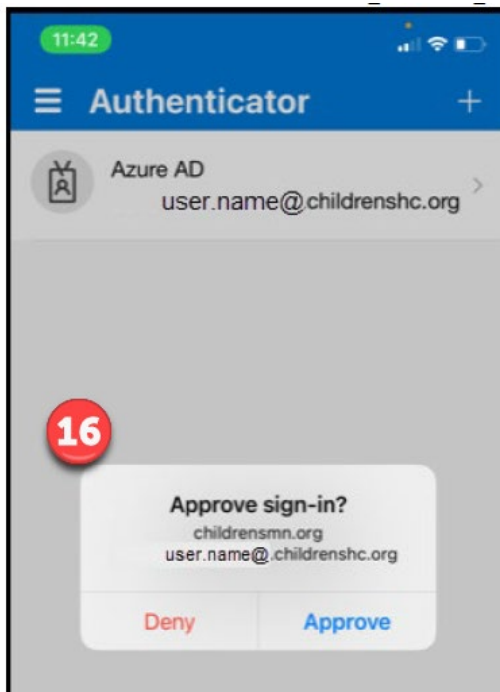 11:42
Authenticator
Azure AD
user.name@.childrenshc.org
16
Approve sign-in?
childrensmn.org
user.name@.childrenshc.org
Deny Approve